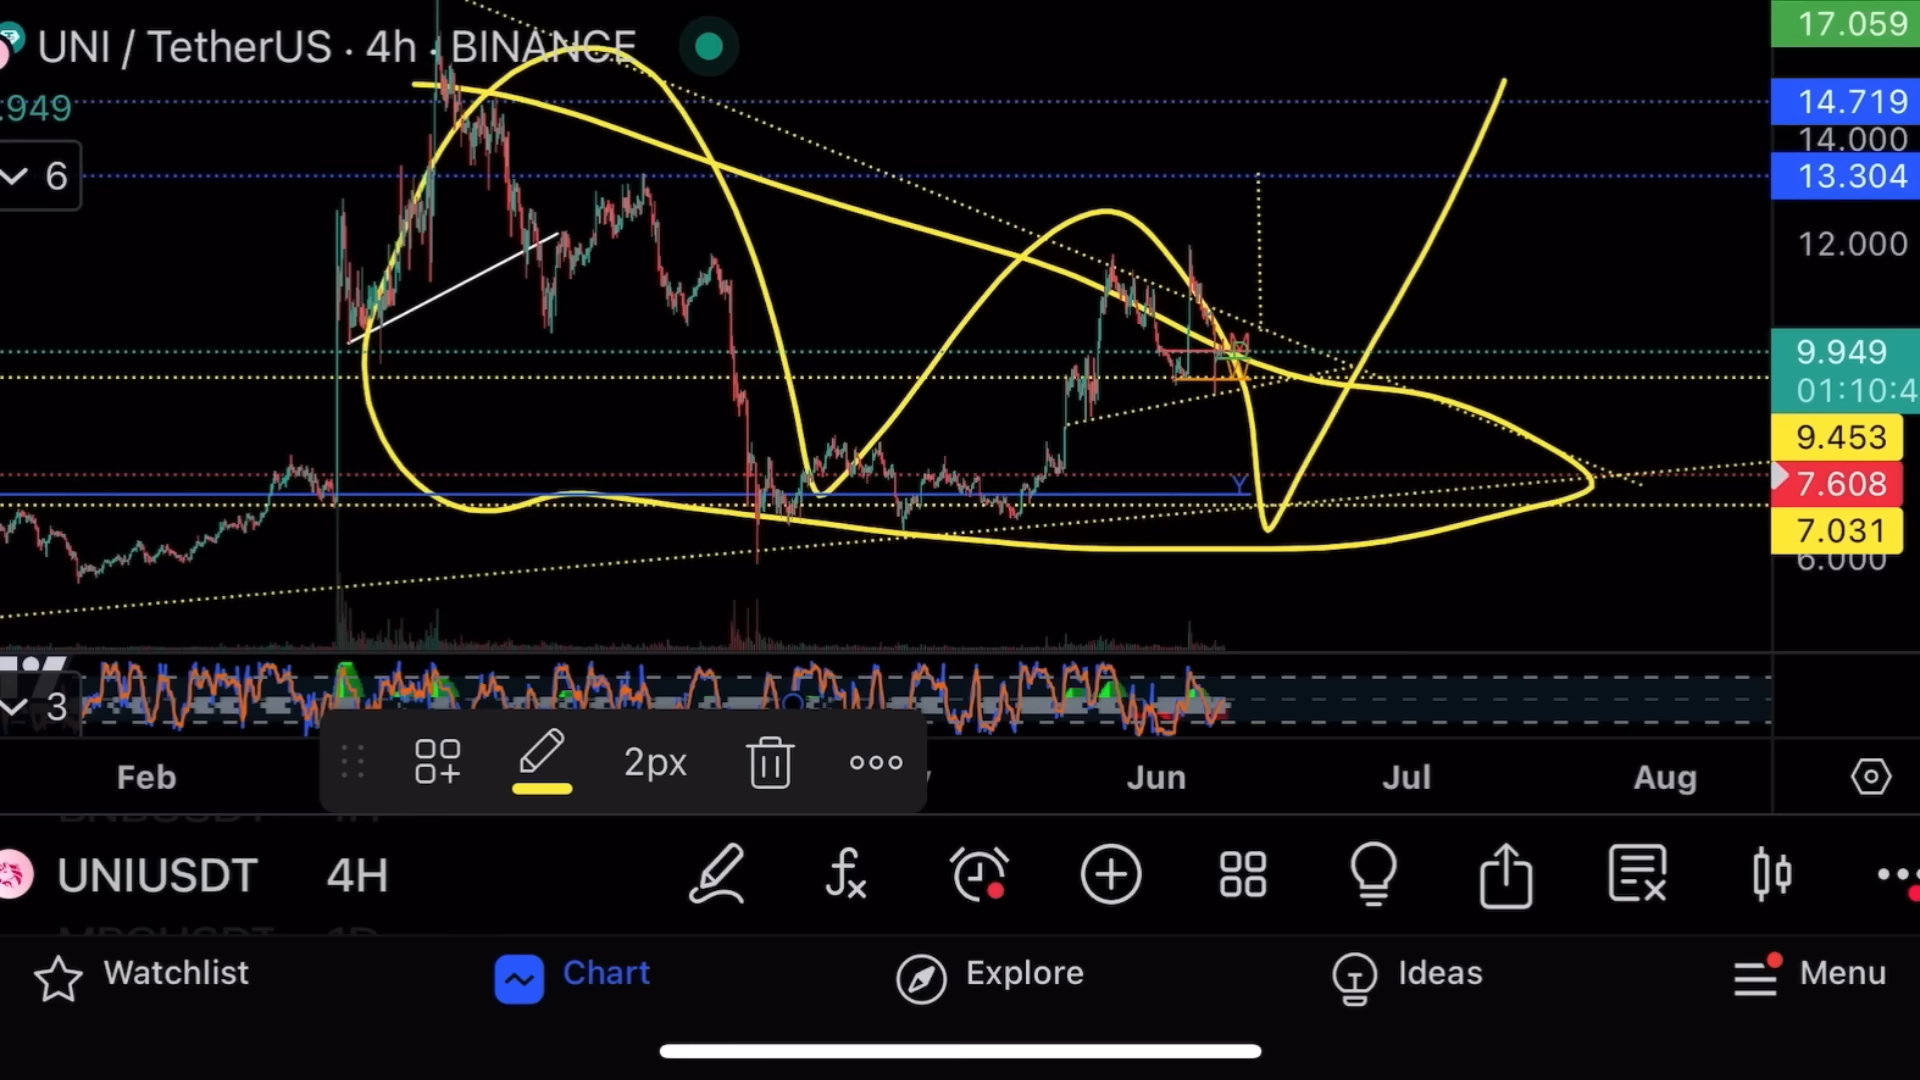 UNI / TetherUS · 4h · BINANCE
17.059
.949
14.719
14.000
6
13.304
12.000
9.949
01:10:4
9.453
7.608
Y
7.031
6.000
3
Feb
2px
Jun
Jul
Aug
UNIUSDT 4H
Watchlist
Chart
Explore
Ideas
Menu